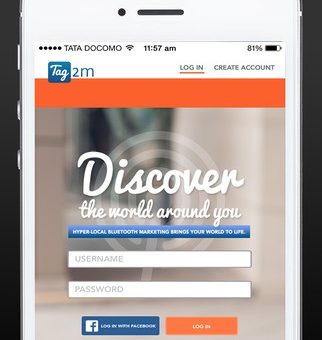 TATA DOCOMO 11:57 am 81%
Tag2m LOG IN CREATE ACCOUNT
Discover
the world around you
HYPER-LOCAL BLUETOOTH MARKETING BRINGS YOUR WORLD TO LIFE.
USERNAME
PASSWORD
f LOG IN WITH FACEBOOK LOG IN